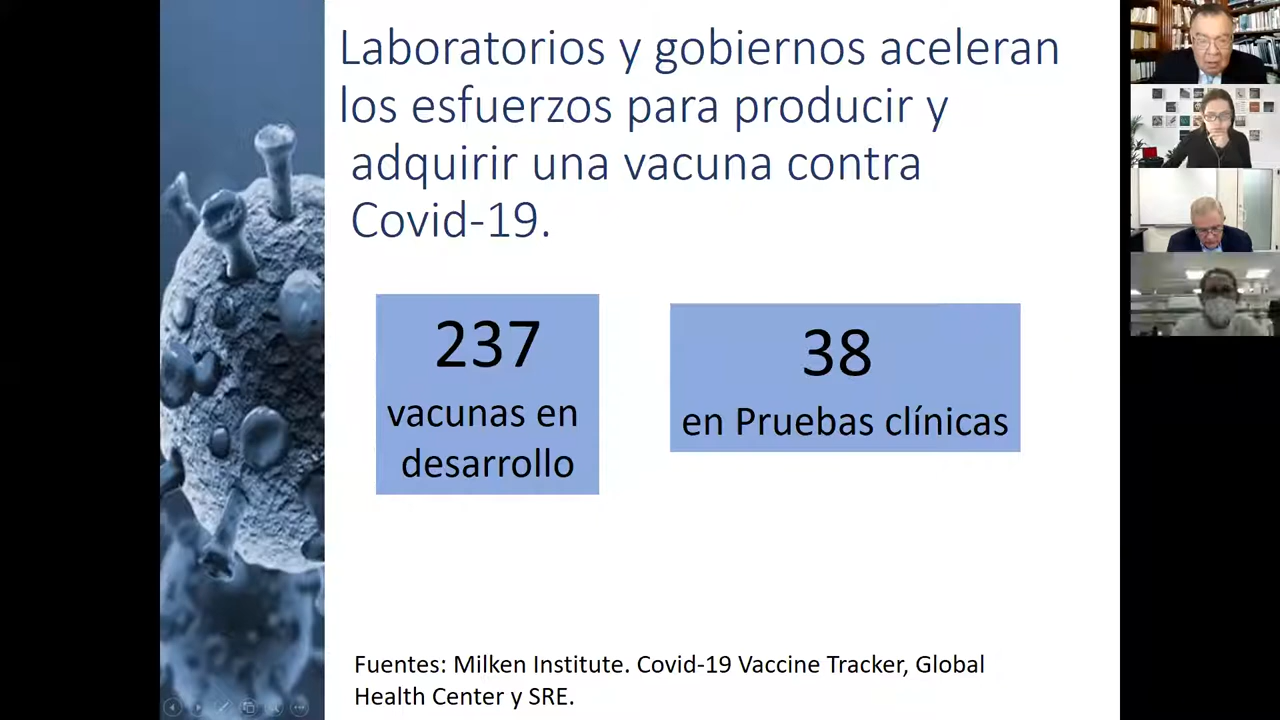 Laboratorios y gobiernos aceleran
los esfuerzos para producir y
adquirir una vacuna contra
Covid-19.
237
vacunas en
desarrollo
38
en Pruebas clínicas
Fuentes: Milken Institute. Covid-19 Vaccine Tracker, Global
Health Center y SRE.